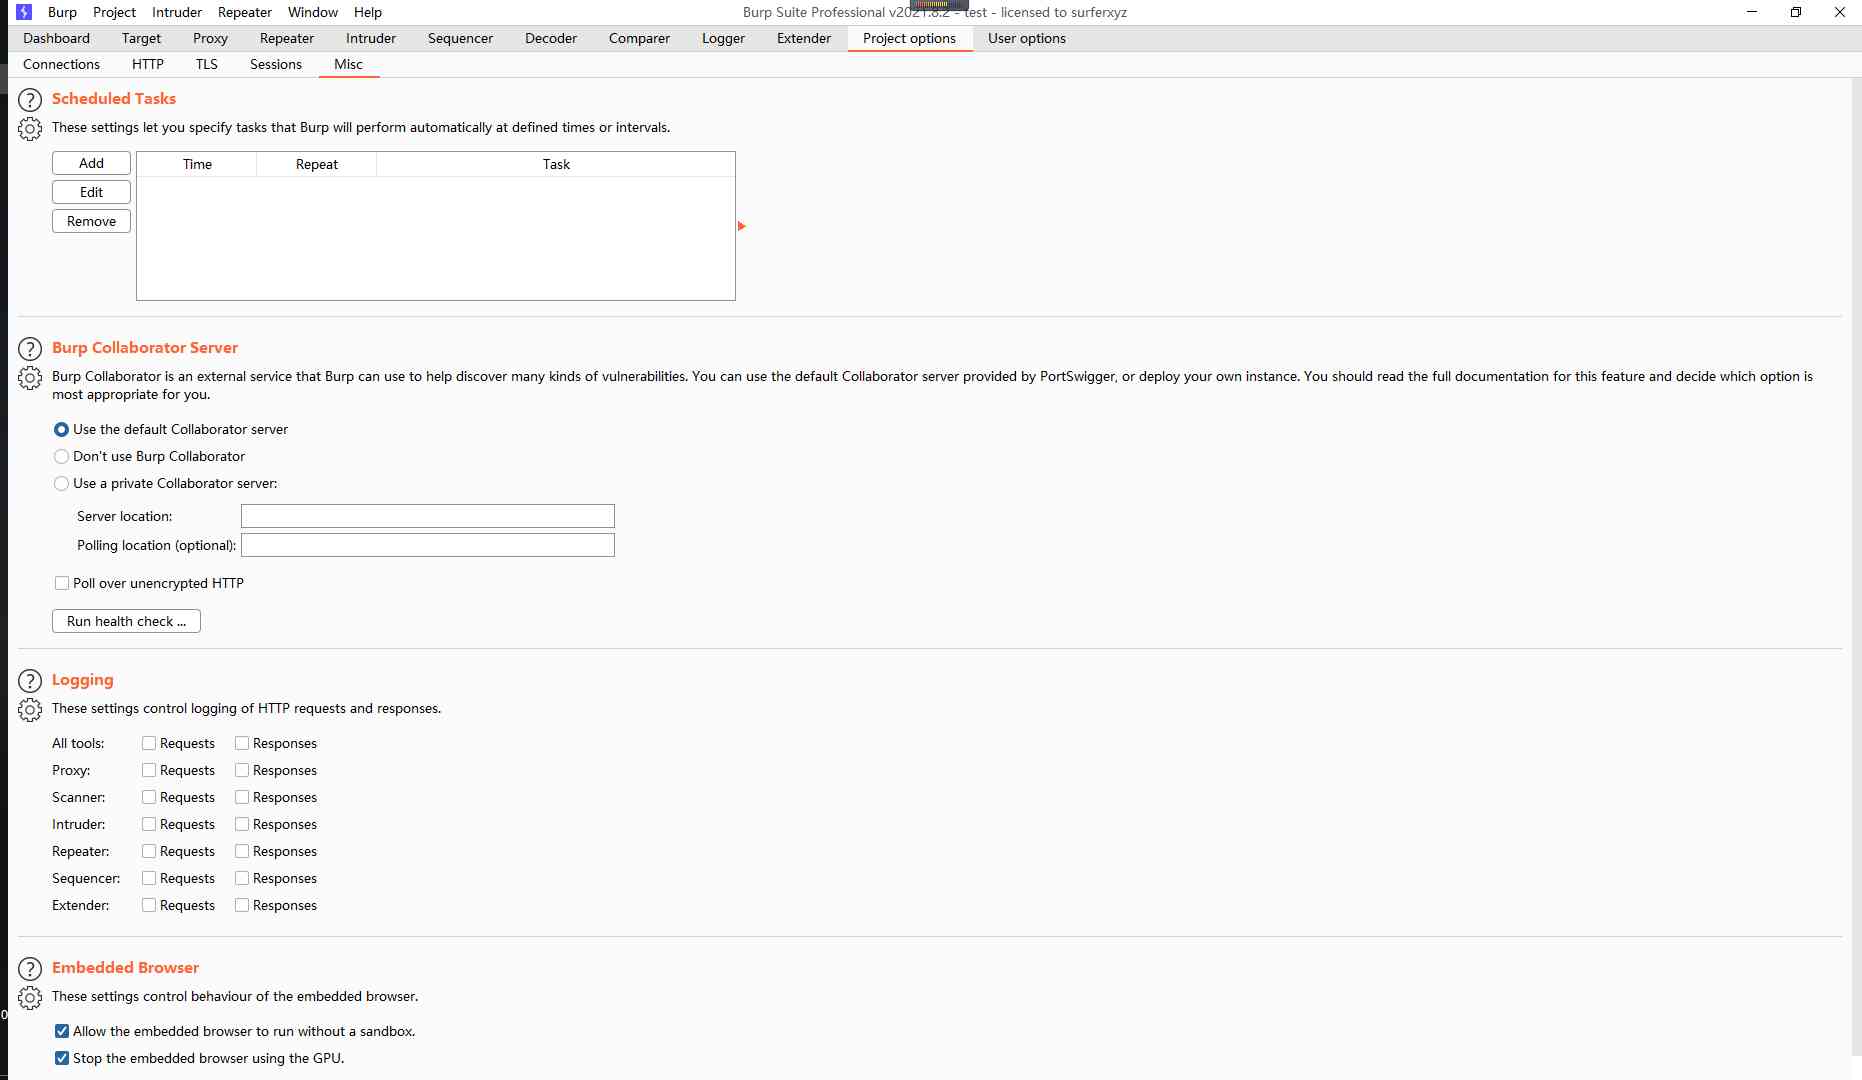 Burp Project Intruder Repeater Window Help
Burp Suite Professional v2021.8.2 - test - licensed to surferxyz
Dashboard Target Proxy Repeater Intruder Sequencer Decoder Comparer Logger Extender Project options User options
Connections HTTP TLS Sessions Misc
Scheduled Tasks
These settings let you specify tasks that Burp will perform automatically at defined times or intervals.
Add
Edit
Remove
Time Repeat Task
Burp Collaborator Server
Burp Collaborator is an external service that Burp can use to help discover many kinds of vulnerabilities. You can use the default Collaborator server provided by PortSwigger, or deploy your own instance. You should read the full documentation for this feature and decide which option is
most appropriate for you.
Use the default Collaborator server
Don't use Burp Collaborator
Use a private Collaborator server:
Server location:
Polling location (optional):
Poll over unencrypted HTTP
Run health check ...
Logging
These settings control logging of HTTP requests and responses.
All tools: Requests Responses
Proxy: Requests Responses
Scanner: Requests Responses
Intruder: Requests Responses
Repeater: Requests Responses
Sequencer: Requests Responses
Extender: Requests Responses
Embedded Browser
These settings control behaviour of the embedded browser.
Allow the embedded browser to run without a sandbox.
Stop the embedded browser using the GPU.